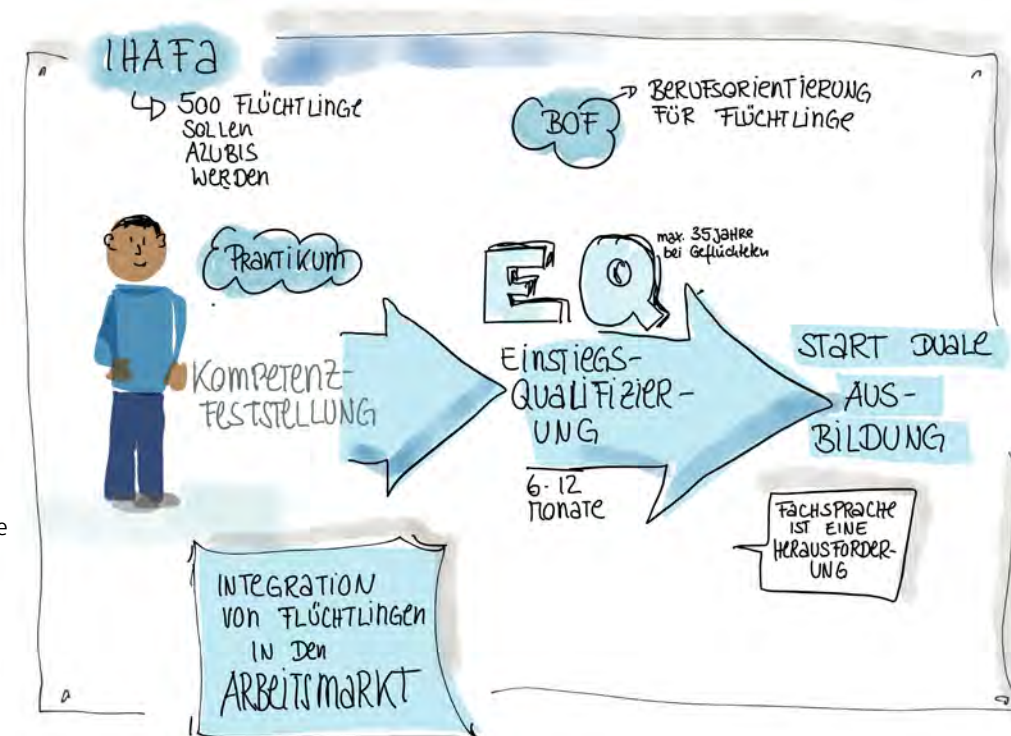 IHAFA
500 FLÜCHTLINGE
SOLLEN
AZUBIS
WERDEN
BOF
BERUFSORIENTIERUNG
FÜR FLÜCHTLINGE
PRAKTIKUM
KOMPETENZ-
FESTSTELLUNG
EQ
max. 35 JAHRE
bei Geflüchteten
EINSTIEGS-
QUALIFIZIER-
UNG
6-12
MONATE
START DUALE
AUS-
BILDUNG
FACHSPRACHE
IST EINE
HERAUSFORDER-
UNG
INTEGRATION
VON FLÜCHTLINGEN
IN DEN
ARBEITSMARKT
e